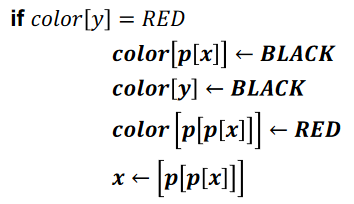 if color[y] = RED
color[p[x]] ← BLACK
color[y] ← BLACK
color [p[p[x]]] ← RED
x ← [p[p[x]]]